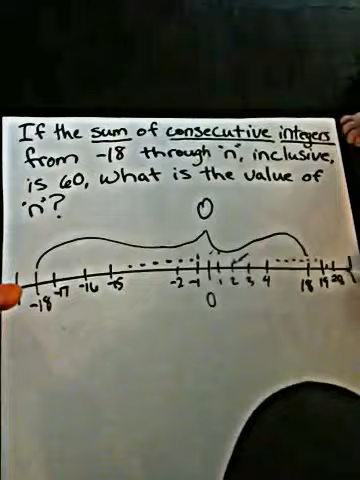 If the sum of consecutive integers
from -18 through "n", inclusive,
is 60, what is the value of
"n"?
0
-18 -17 -16 -15 -2 -1 1 2 3 4 18 19 20
0